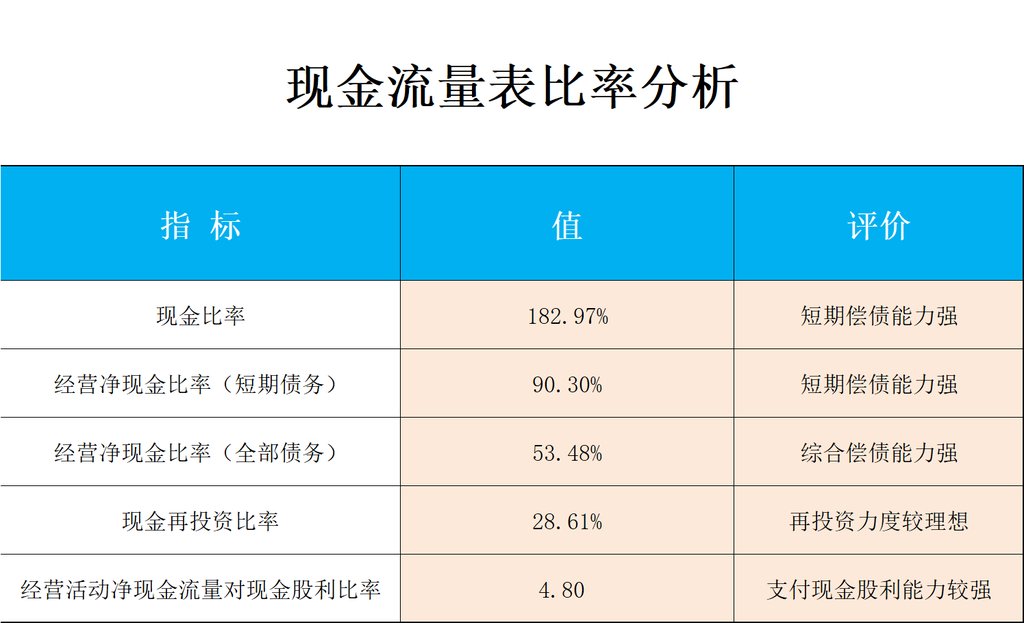 现金流量表比率分析
指 标 值 评价
现金比率 182.97% 短期偿债能力强
经营净现金比率（短期债务） 90.30% 短期偿债能力强
经营净现金比率（全部债务） 53.48% 综合偿债能力强
现金再投资比率 28.61% 再投资力度较理想
经营活动净现金流量对现金股利比率 4.80 支付现金股利能力较强